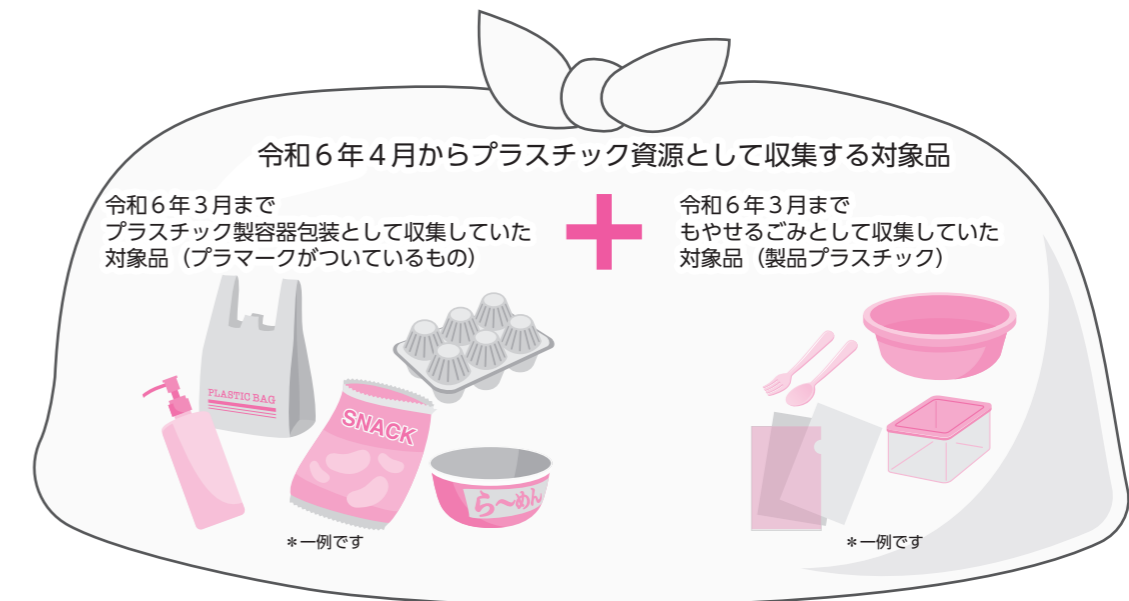 令和６年４月からプラスチック資源として収集する対象品
令和６年３月まで
プラスチック製容器包装として収集していた
対象品（プラマークがついているもの）
令和６年３月まで
もやせるごみとして収集していた
対象品（製品プラスチック）
PLASTIC BAG
SNACK
ら〜めん
＊一例です
＊一例です